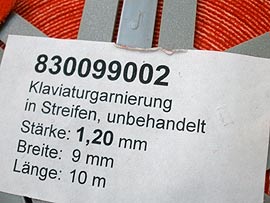 830099002
Klaviaturgarnierung
in Streifen, unbehandelt
Stärke: 1,20 mm
Breite: 9 mm
Länge: 10 m